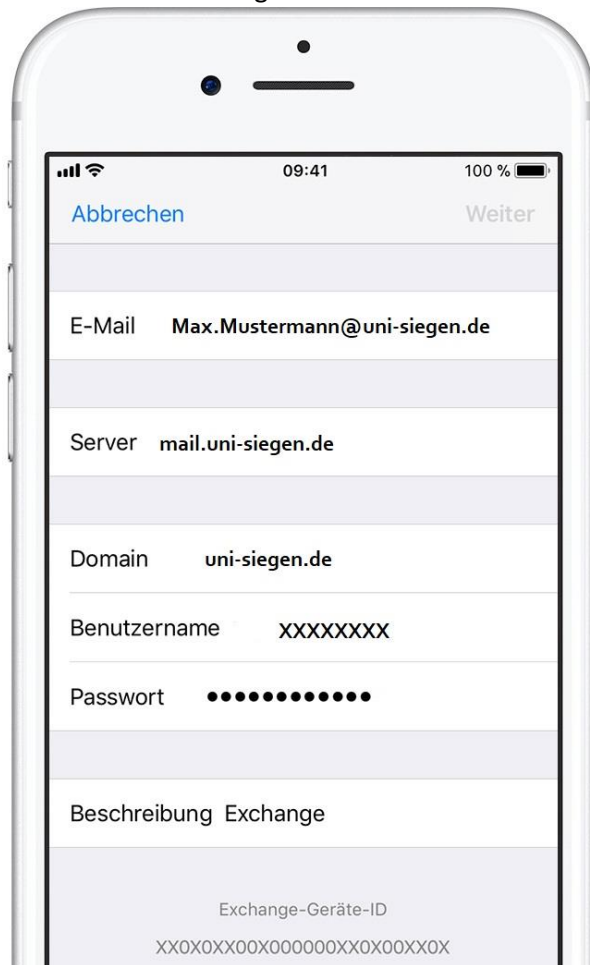 09:41 100 %
Abbrechen Weiter
E-Mail Max.Mustermann@uni-siegen.de
Server mail.uni-siegen.de
Domain uni-siegen.de
Benutzername XXXXXXXX
Passwort ••••••••••••
Beschreibung Exchange
Exchange-Geräte-ID
XX0X0XX00X000000XX0X00XX0X